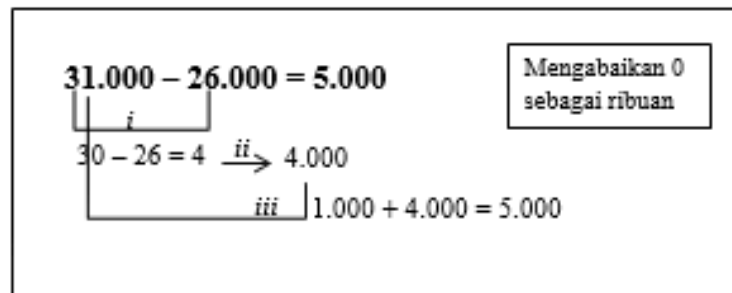 31.000 – 26.000 = 5.000
Mengabaikan 0
sebagai ribuan
i
30 – 26 = 4 ii 4.000
iii 1.000 + 4.000 = 5.000